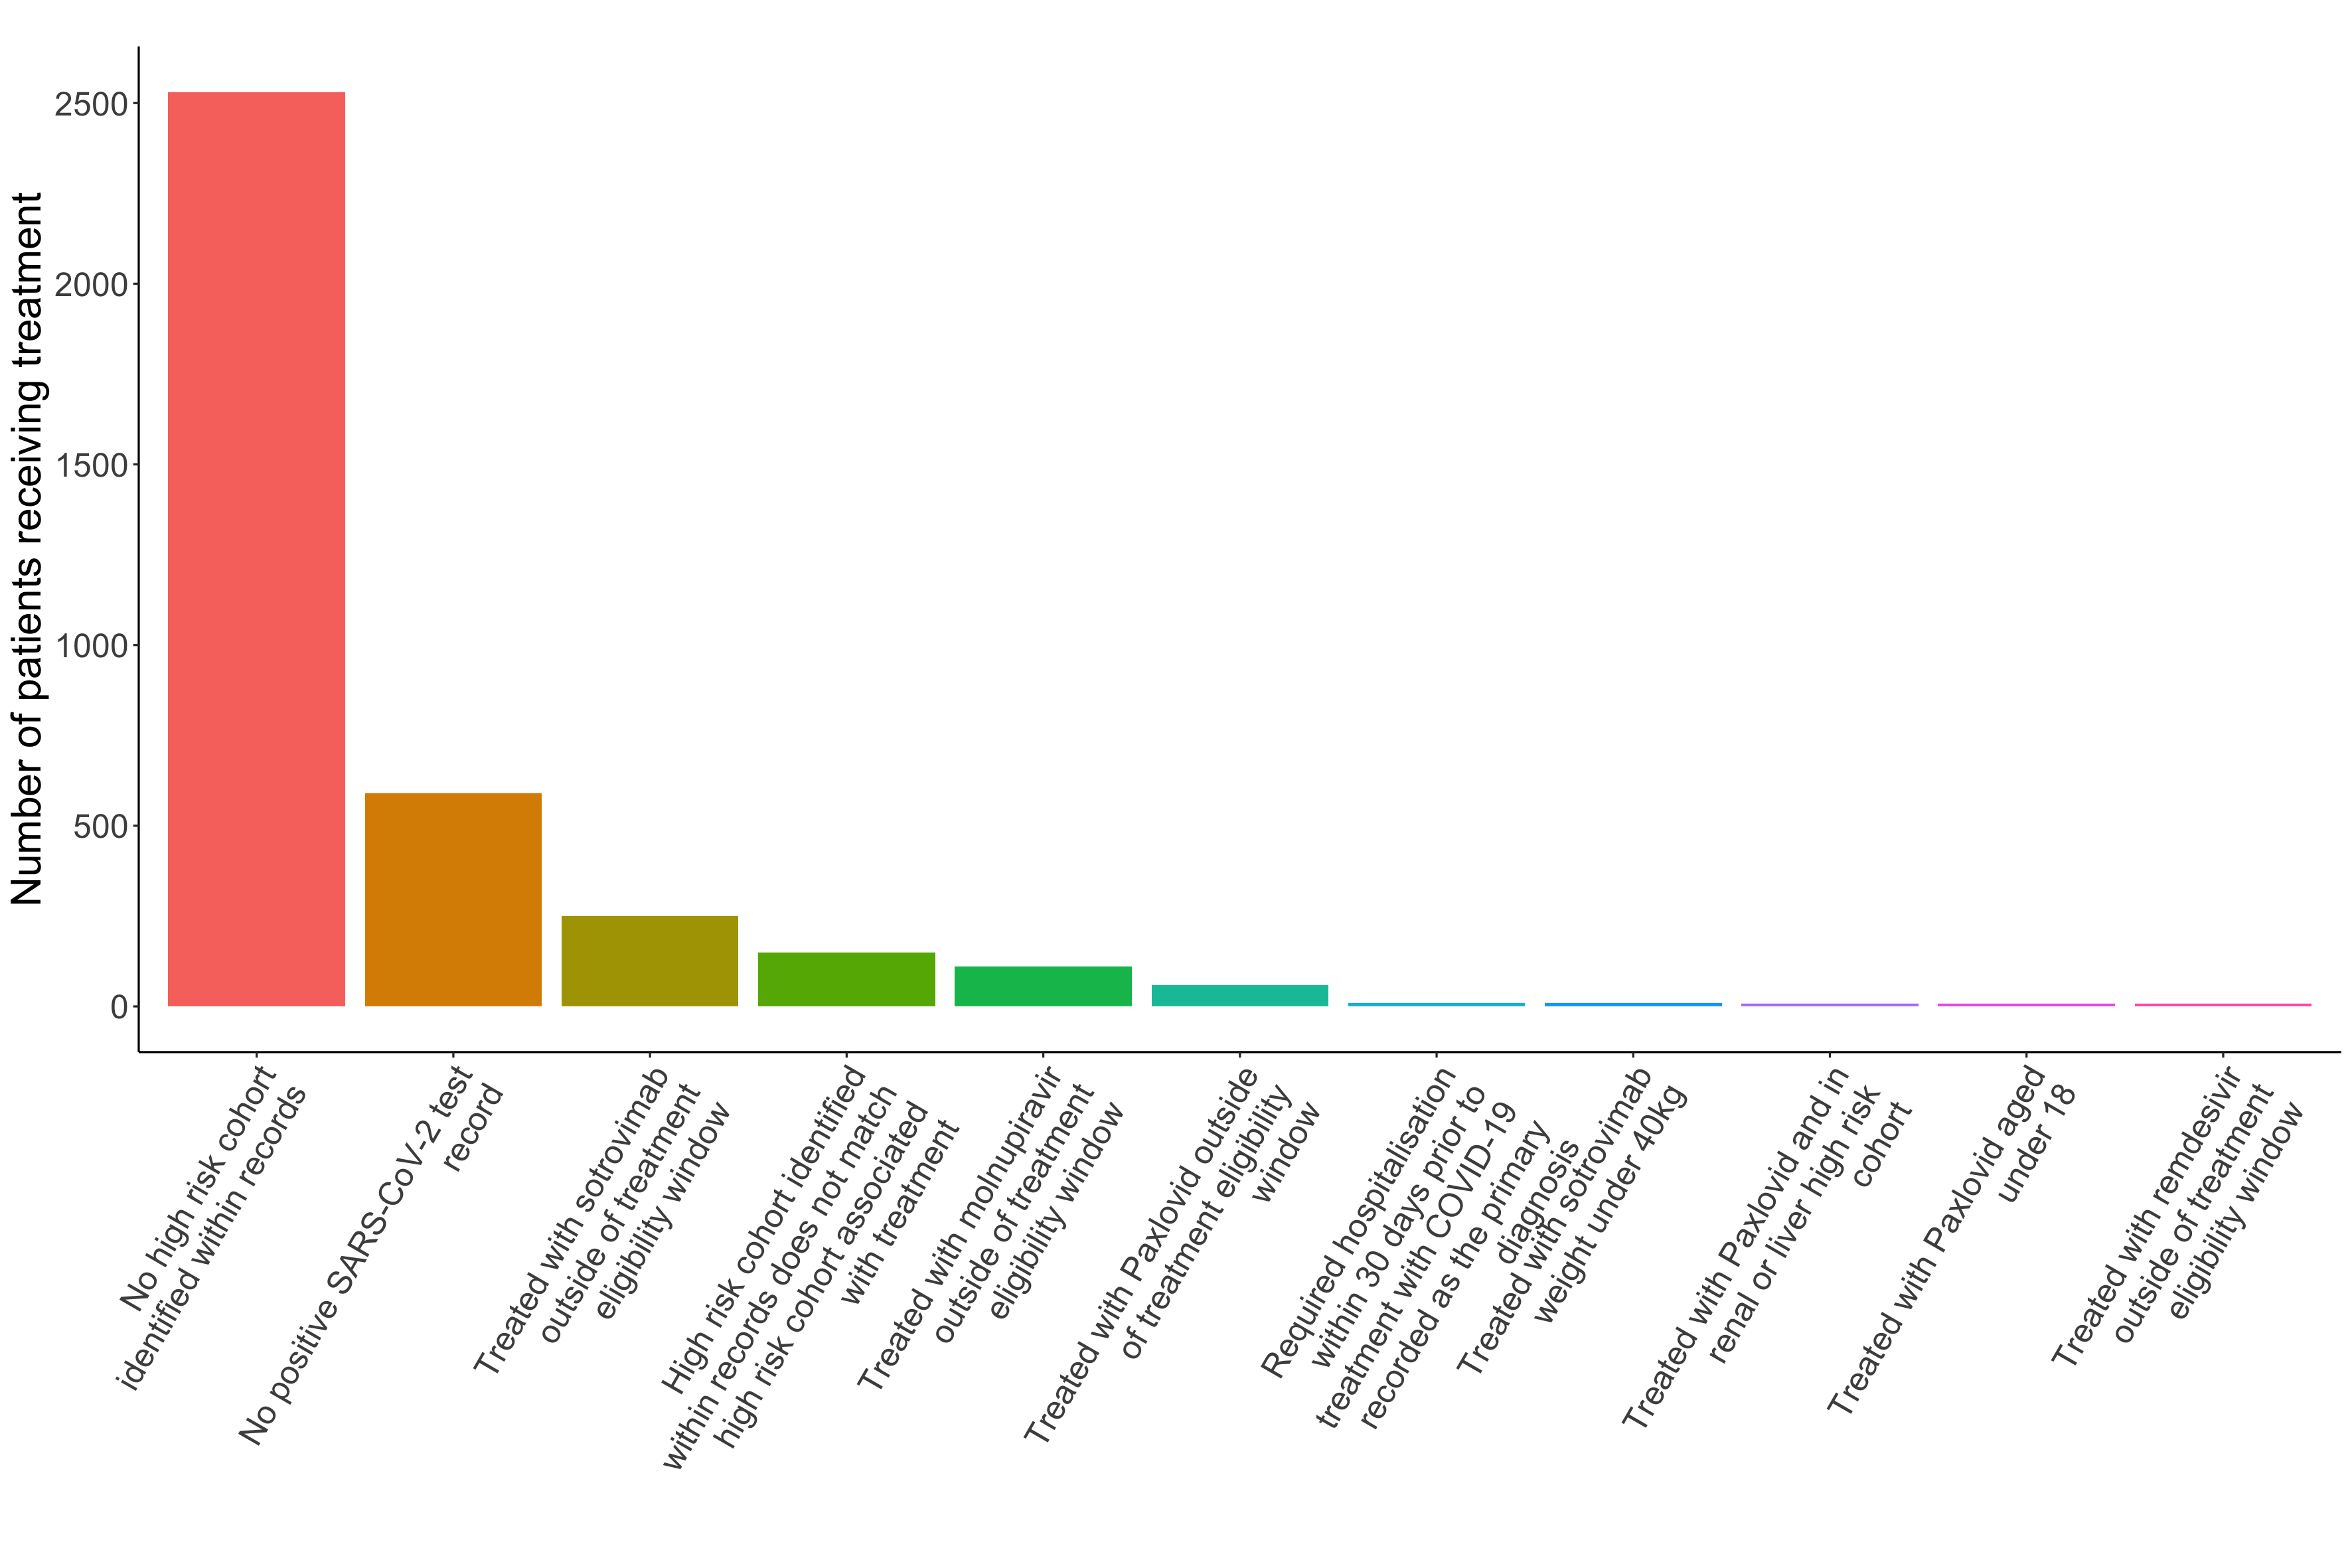 Number of patients receiving treatment
2500
2000
1500
1000
500
0
No high risk cohort
identified within records
No positive SARS-CoV-2 test
record
Treated with sotrovimab
outside of treatment
eligibility window
High risk cohort identified
within records does not match
high risk cohort associated
with treatment
Treated with molnupiravir
outside of treatment
eligibility window
Treated with Paxlovid outside
of treatment eligibility
window
Required hospitalisation
within 30 days prior to
treatment with COVID-19
recorded as the primary
diagnosis
Treated with sotrovimab
weight under 40kg
Treated with Paxlovid and in
renal or liver high risk
cohort
Treated with Paxlovid aged
under 18
Treated with remdesivir
outside of treatment
eligibility window